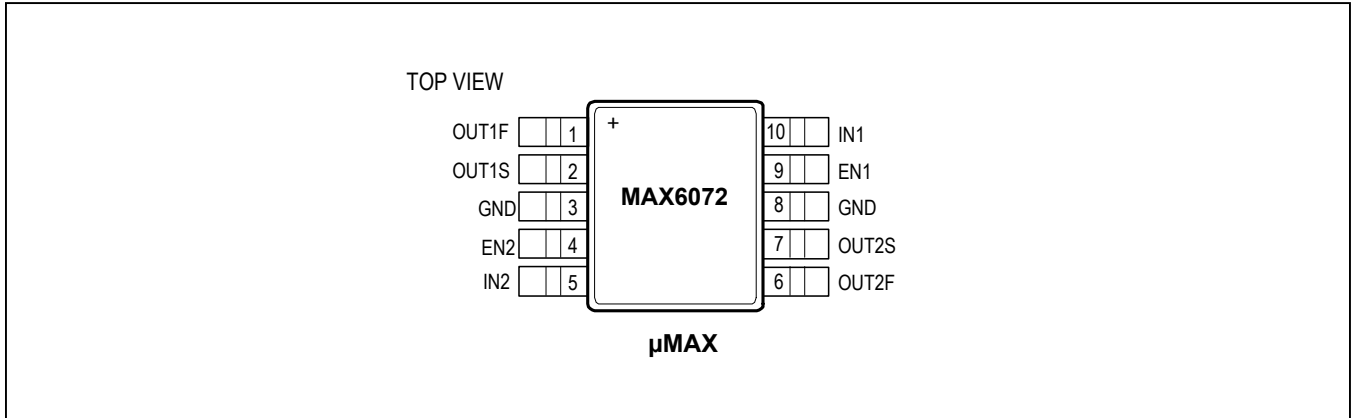 TOP VIEW
OUT1F 1 + 10 IN1
OUT1S 2 9 EN1
MAX6072
GND 3 8 GND
EN2 4 7 OUT2S
IN2 5 6 OUT2F
µMAX